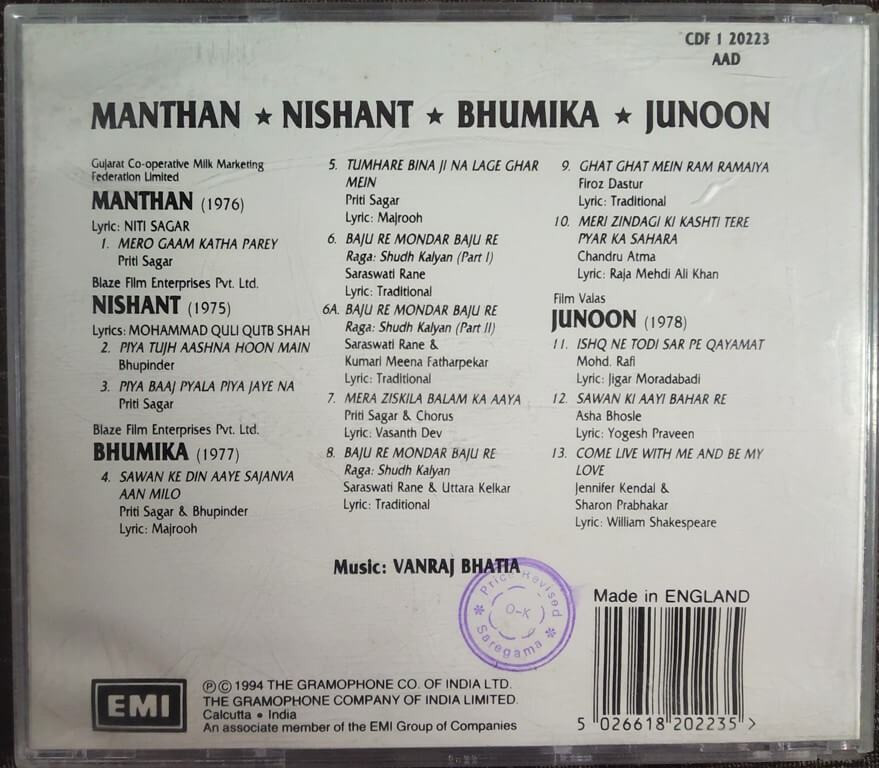 CDF 1 20223
AAD
MANTHAN ★ NISHANT ★ BHUMIKA ★ JUNOON
Gujarat Co-operative Milk Marketing
Federation Limited
MANTHAN (1976)
Lyric: NITI SAGAR
1. MERO GAAM KATHA PAREY
Priti Sagar
Blaze Film Enterprises Pvt. Ltd.
NISHANT (1975)
Lyrics: MOHAMMAD QULI QUTB SHAH
2. PIYA TUJH AASHNA HOON MAIN
Bhupinder
3. PIYA BAAJ PYALA PIYA JAYE NA
Priti Sagar
Blaze Film Enterprises Pvt. Ltd.
BHUMIKA (1977)
4. SAWAN KE DIN AAYE SAJANVA
AAN MILO
Priti Sagar & Bhupinder
Lyric: Majrooh
5. TUMHARE BINA JI NA LAGE GHAR
MEIN
Priti Sagar
Lyric: Majrooh
6. BAJU RE MONDAR BAJU RE
Raga: Shudh Kalyan (Part I)
Saraswati Rane
Lyric: Traditional
6A. BAJU RE MONDAR BAJU RE
Raga: Shudh Kalyan (Part II)
Saraswati Rane &
Kumari Meena Fatharpekar
Lyric: Traditional
7. MERA ZISKILA BALAM KA AAYA
Priti Sagar & Chorus
Lyric: Vasanth Dev
8. BAJU RE MONDAR BAJU RE
Raga: Shudh Kalyan
Saraswati Rane & Uttara Kelkar
Lyric: Traditional
9. GHAT GHAT MEIN RAM RAMAIYA
Firoz Dastur
Lyric: Traditional
10. MERI ZINDAGI KI KASHTI TERE
PYAR KA SAHARA
Chandru Atma
Lyric: Raja Mehdi Ali Khan
Film Valas
JUNOON (1978)
11. ISHQ NE TODI SAR PE QAYAMAT
Mohd. Rafi
Lyric: Jigar Moradabadi
12. SAWAN KI AAYI BAHAR RE
Asha Bhosle
Lyric: Yogesh Praveen
13. COME LIVE WITH ME AND BE MY
LOVE
Jennifer Kendal &
Sharon Prabhakar
Lyric: William Shakespeare
Music: VANRAJ BHATIA
Price Revised
O-K
Saregama
Made in ENGLAND
5 026618 202235 >
EMI
℗© 1994 THE GRAMOPHONE CO. OF INDIA LTD.
THE GRAMOPHONE COMPANY OF INDIA LIMITED.
Calcutta • India
An associate member of the EMI Group of Companies